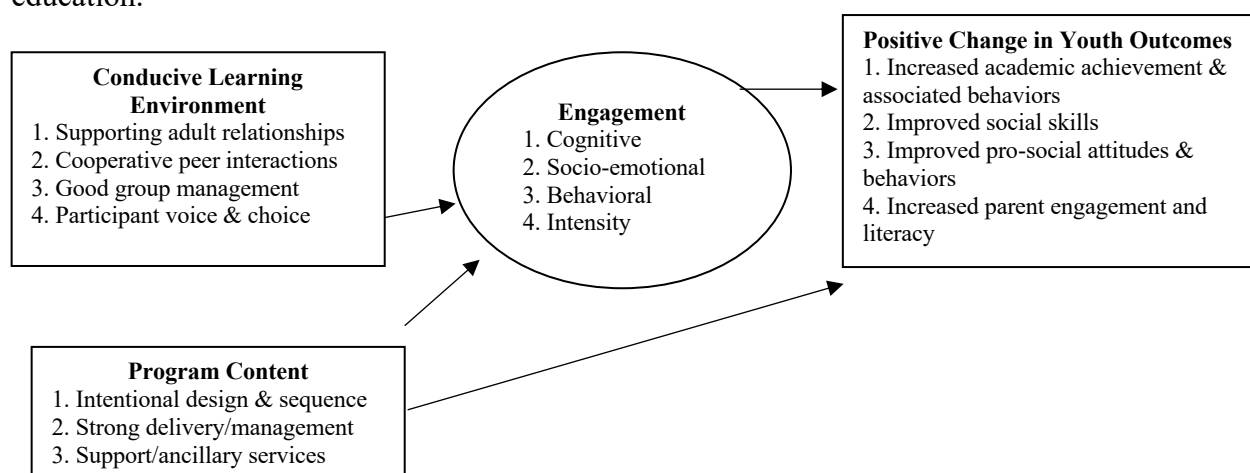 education.
Conducive Learning
Environment
1. Supporting adult relationships
2. Cooperative peer interactions
3. Good group management
4. Participant voice & choice
Engagement
1. Cognitive
2. Socio-emotional
3. Behavioral
4. Intensity
Positive Change in Youth Outcomes
1. Increased academic achievement &
associated behaviors
2. Improved social skills
3. Improved pro-social attitudes &
behaviors
4. Increased parent engagement and
literacy
Program Content
1. Intentional design & sequence
2. Strong delivery/management
3. Support/ancillary services